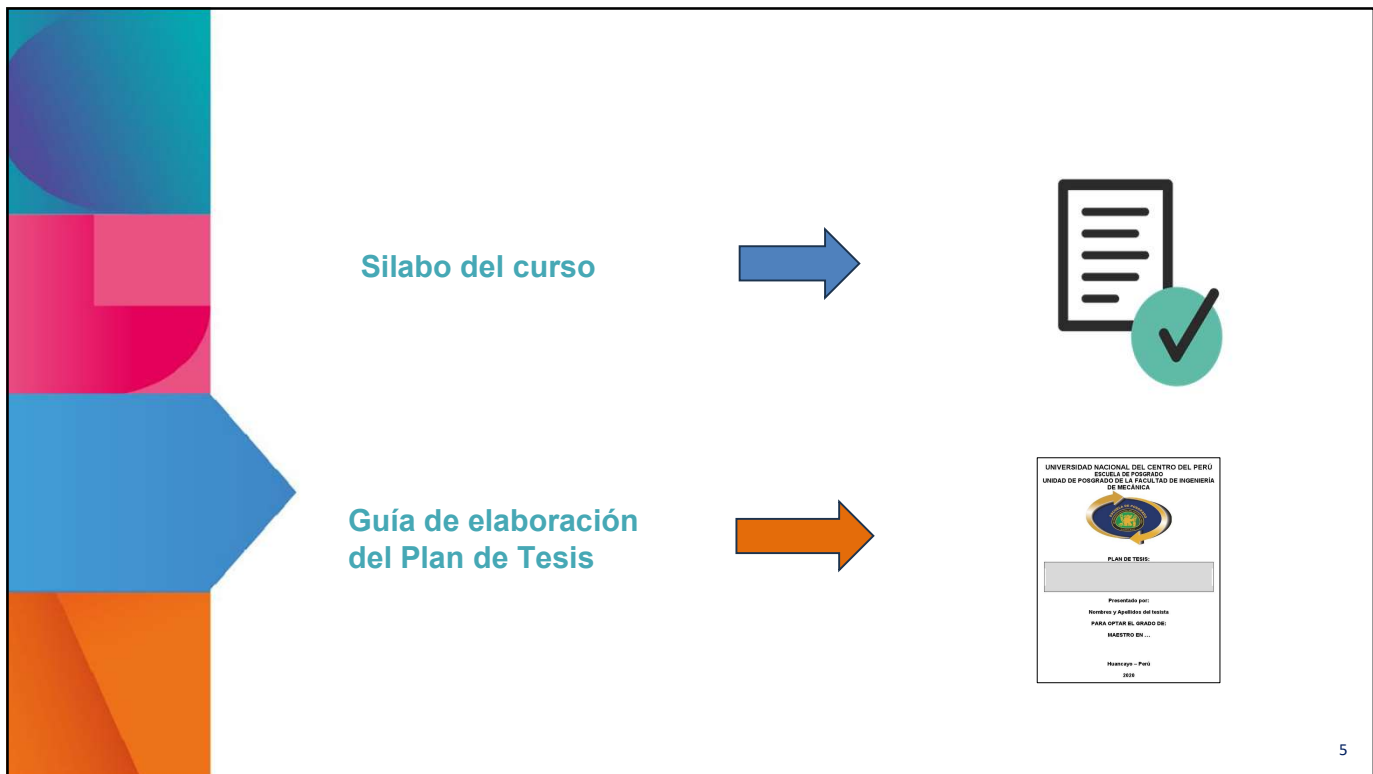 Silabo del curso
Guía de elaboración
del Plan de Tesis
UNIVERSIDAD NACIONAL DEL CENTRO DEL PERÚ
ESCUELA DE POSGRADO
UNIDAD DE POSGRADO DE LA FACULTAD DE INGENIERÍA
DE MECÁNICA
PLAN DE TESIS:
Presentado por:
Nombres y Apellidos del tesista
PARA OPTAR EL GRADO DE:
MAESTRO EN ...
Huancayo – Perú
2020
5